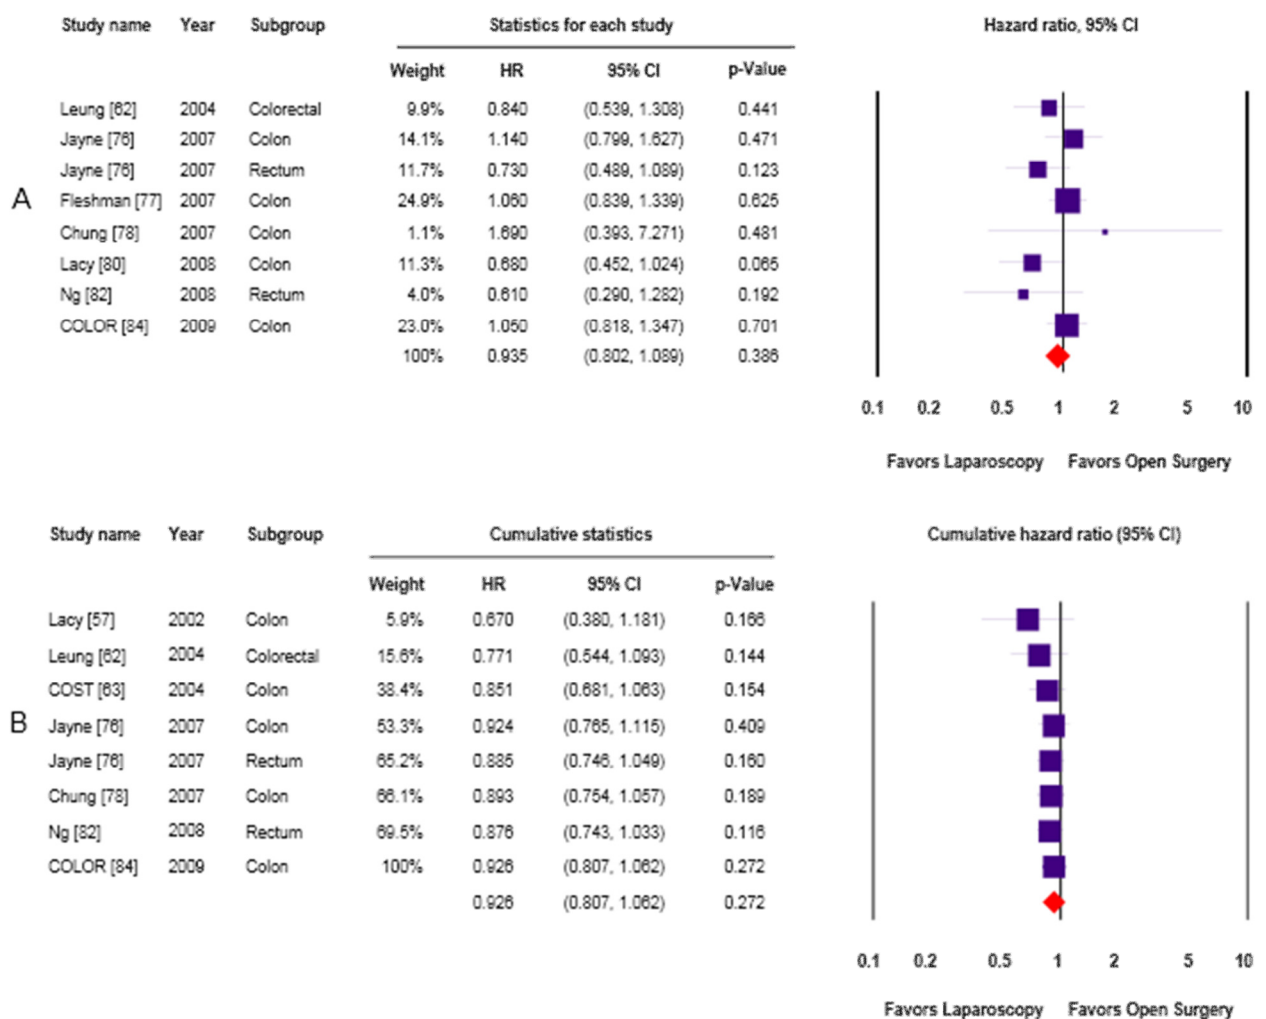 Study name Year Subgroup Statistics for each study Hazard ratio, 95% CI
Weight HR 95% CI p-Value
Leung [62] 2004 Colorectal 9.9% 0.840 (0.539, 1.308) 0.441
Jayne [76] 2007 Colon 14.1% 1.140 (0.799, 1.627) 0.471
Jayne [76] 2007 Rectum 11.7% 0.730 (0.489, 1.089) 0.123
A Fleshman [77] 2007 Colon 24.9% 1.060 (0.839, 1.339) 0.625
Chung [78] 2007 Colon 1.1% 1.690 (0.393, 7.271) 0.481
Lacy [80] 2008 Colon 11.3% 0.680 (0.452, 1.024) 0.065
Ng [82] 2008 Rectum 4.0% 0.610 (0.290, 1.282) 0.192
COLOR [84] 2009 Colon 23.0% 1.050 (0.818, 1.347) 0.701
100% 0.935 (0.802, 1.089) 0.386
0.1 0.2 0.5 1 2 5 10
Favors Laparoscopy Favors Open Surgery
Study name Year Subgroup Cumulative statistics Cumulative hazard ratio (95% CI)
Weight HR 95% CI p-Value
Lacy [57] 2002 Colon 5.9% 0.670 (0.380, 1.181) 0.166
Leung [62] 2004 Colorectal 15.6% 0.771 (0.544, 1.093) 0.144
COST [63] 2004 Colon 38.4% 0.851 (0.681, 1.063) 0.154
B Jayne [76] 2007 Colon 53.3% 0.924 (0.765, 1.115) 0.409
Jayne [76] 2007 Rectum 65.2% 0.885 (0.746, 1.049) 0.160
Chung [78] 2007 Colon 66.1% 0.893 (0.754, 1.057) 0.189
Ng [82] 2008 Rectum 69.5% 0.876 (0.743, 1.033) 0.116
COLOR [84] 2009 Colon 100% 0.926 (0.807, 1.062) 0.272
0.926 (0.807, 1.062) 0.272
0.1 0.2 0.5 1 2 5 10
Favors Laparoscopy Favors Open Surgery